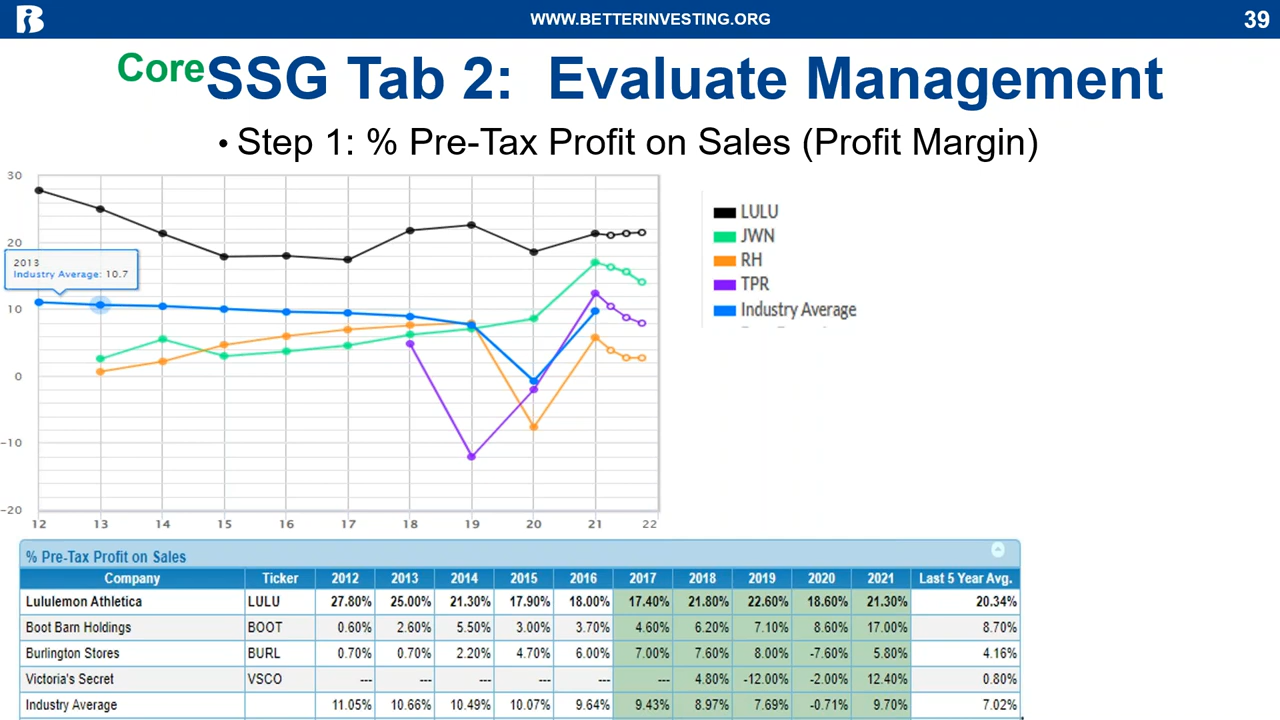 WWW.BETTERINVESTING.ORG
39
CoreSSG Tab 2: Evaluate Management
• Step 1: % Pre-Tax Profit on Sales (Profit Margin)
30
20
10
0
-10
-20
12 13 14 15 16 17 18 19 20 21 22
2013
Industry Average: 10.7
LULU
JWN
RH
TPR
Industry Average
% Pre-Tax Profit on Sales
Company Ticker 2012 2013 2014 2015 2016 2017 2018 2019 2020 2021 Last 5 Year Avg.
Lululemon Athletica LULU 27.80% 25.00% 21.30% 17.90% 18.00% 17.40% 21.80% 22.60% 18.60% 21.30% 20.34%
Boot Barn Holdings BOOT 0.60% 2.60% 5.50% 3.00% 3.70% 4.60% 6.20% 7.10% 8.60% 17.00% 8.70%
Burlington Stores BURL 0.70% 0.70% 2.20% 4.70% 6.00% 7.00% 7.60% 8.00% -7.60% 5.80% 4.16%
Victoria's Secret VSCO --- --- --- --- --- --- 4.80% -12.00% -2.00% 12.40% 0.80%
Industry Average 11.05% 10.66% 10.49% 10.07% 9.64% 9.43% 8.97% 7.69% -0.71% 9.70% 7.02%